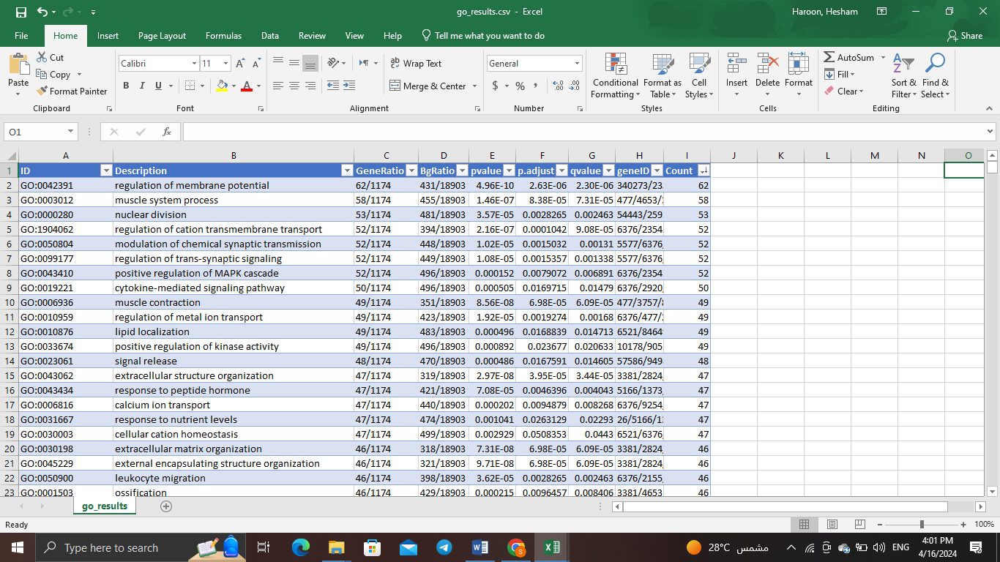 go_results.csv - Excel
Haroon, Hesham
File Home Insert Page Layout Formulas Data Review View Help Tell me what you want to do Share
Paste Cut Copy Format Painter Clipboard
Calibri 11 B I U Font
Wrap Text Merge & Center Alignment
General $ % , Number
Conditional Formatting Format as Table Cell Styles Styles
Insert Delete Format Cells
AutoSum Fill Clear Sort & Filter Find & Select Editing
O1 fx
A B C D E F G H I J K L M N O
1 ID Description GeneRatio BgRatio pvalue p.adjust qvalue geneID Count
2 GO:0042391 regulation of membrane potential 62/1174 431/18903 4.96E-10 2.63E-06 2.30E-06 340273/23 62
3 GO:0003012 muscle system process 58/1174 455/18903 1.46E-07 8.38E-05 7.31E-05 477/4653/ 58
4 GO:0000280 nuclear division 53/1174 481/18903 3.57E-05 0.0028265 0.002463 54443/259 53
5 GO:1904062 regulation of cation transmembrane transport 52/1174 394/18903 2.16E-07 0.0001042 9.08E-05 6376/2354 52
6 GO:0050804 modulation of chemical synaptic transmission 52/1174 448/18903 1.02E-05 0.0015032 0.00131 5577/6376 52
7 GO:0099177 regulation of trans-synaptic signaling 52/1174 449/18903 1.08E-05 0.0015357 0.001338 5577/6376 52
8 GO:0043410 positive regulation of MAPK cascade 52/1174 496/18903 0.000152 0.0079072 0.006891 6376/2354 52
9 GO:0019221 cytokine-mediated signaling pathway 50/1174 496/18903 0.000505 0.0169715 0.01479 6376/2920 50
10 GO:0006936 muscle contraction 49/1174 351/18903 8.56E-08 6.98E-05 6.09E-05 477/3757/ 49
11 GO:0010959 regulation of metal ion transport 49/1174 423/18903 1.92E-05 0.0019274 0.00168 6376/477/ 49
12 GO:0010876 lipid localization 49/1174 483/18903 0.000496 0.0168839 0.014713 6521/8464 49
13 GO:0033674 positive regulation of kinase activity 49/1174 496/18903 0.000892 0.023677 0.020633 10178/905 49
14 GO:0023061 signal release 48/1174 470/18903 0.000486 0.0167591 0.014605 57586/949 48
15 GO:0043062 extracellular structure organization 47/1174 319/18903 2.97E-08 3.95E-05 3.44E-05 3381/2824 47
16 GO:0043434 response to peptide hormone 47/1174 421/18903 7.08E-05 0.0046396 0.004043 5166/1373 47
17 GO:0006816 calcium ion transport 47/1174 440/18903 0.000202 0.0094879 0.008268 6376/9254 47
18 GO:0031667 response to nutrient levels 47/1174 474/18903 0.001041 0.0263129 0.02293 26/5166/1 47
19 GO:0030003 cellular cation homeostasis 47/1174 499/18903 0.002929 0.0508353 0.0443 6521/6376 47
20 GO:0030198 extracellular matrix organization 46/1174 318/18903 7.31E-08 6.98E-05 6.09E-05 3381/2824 46
21 GO:0045229 external encapsulating structure organization 46/1174 321/18903 9.71E-08 6.98E-05 6.09E-05 3381/2824 46
22 GO:0050900 leukocyte migration 46/1174 398/18903 3.62E-05 0.0028265 0.002463 6376/2155 46
23 GO:0001503 ossification 46/1174 429/18903 0.000215 0.0096457 0.008406 3381/4653 46
go_results
Ready 100%
Type here to search 28°C مشمس ENG 4:01 PM
4/16/2024